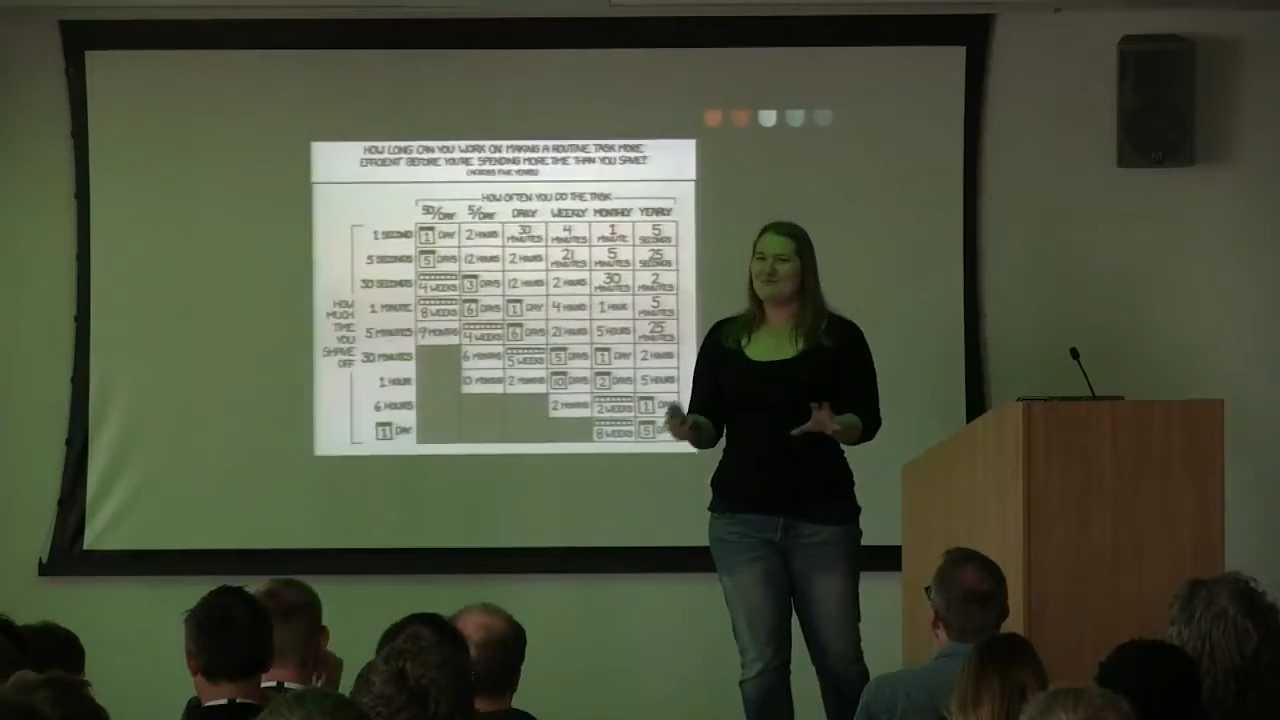 HOW LONG CAN YOU WORK ON MAKING A ROUTINE TASK MORE
EFFICIENT BEFORE YOU'RE SPENDING MORE TIME THAN YOU SAVE?
(ACROSS FIVE YEARS)
HOW OFTEN YOU DO THE TASK
50/DAY 5/DAY DAILY WEEKLY MONTHLY YEARLY
HOW MUCH TIME YOU SHAVE OFF
1 SECOND 1 DAY 2 HOURS 30 MINUTES 4 MINUTES 1 MINUTE 5 SECONDS
5 SECONDS 5 DAYS 12 HOURS 2 HOURS 21 MINUTES 5 MINUTES 25 SECONDS
30 SECONDS 4 WEEKS 3 DAYS 12 HOURS 2 HOURS 30 MINUTES 2 MINUTES
1 MINUTE 8 WEEKS 6 DAYS 1 DAY 4 HOURS 1 HOUR 5 MINUTES
5 MINUTES 9 MONTHS 4 WEEKS 6 DAYS 21 HOURS 5 HOURS 25 MINUTES
30 MINUTES 6 MONTHS 5 WEEKS 5 DAYS 1 DAY 2 HOURS
1 HOUR 10 MONTHS 2 MONTHS 10 DAYS 2 DAYS 5 HOURS
6 HOURS 2 MONTHS 2 WEEKS 1
1 DAY 8 WEEKS 5